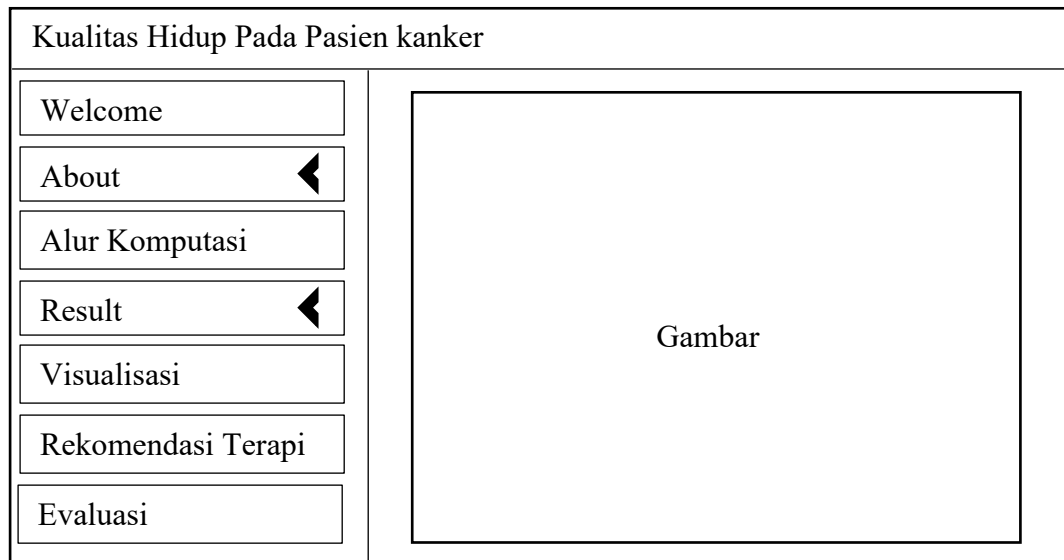 Kualitas Hidup Pada Pasien kanker
Welcome
About
Alur Komputasi
Result
Visualisasi
Rekomendasi Terapi
Evaluasi
Gambar